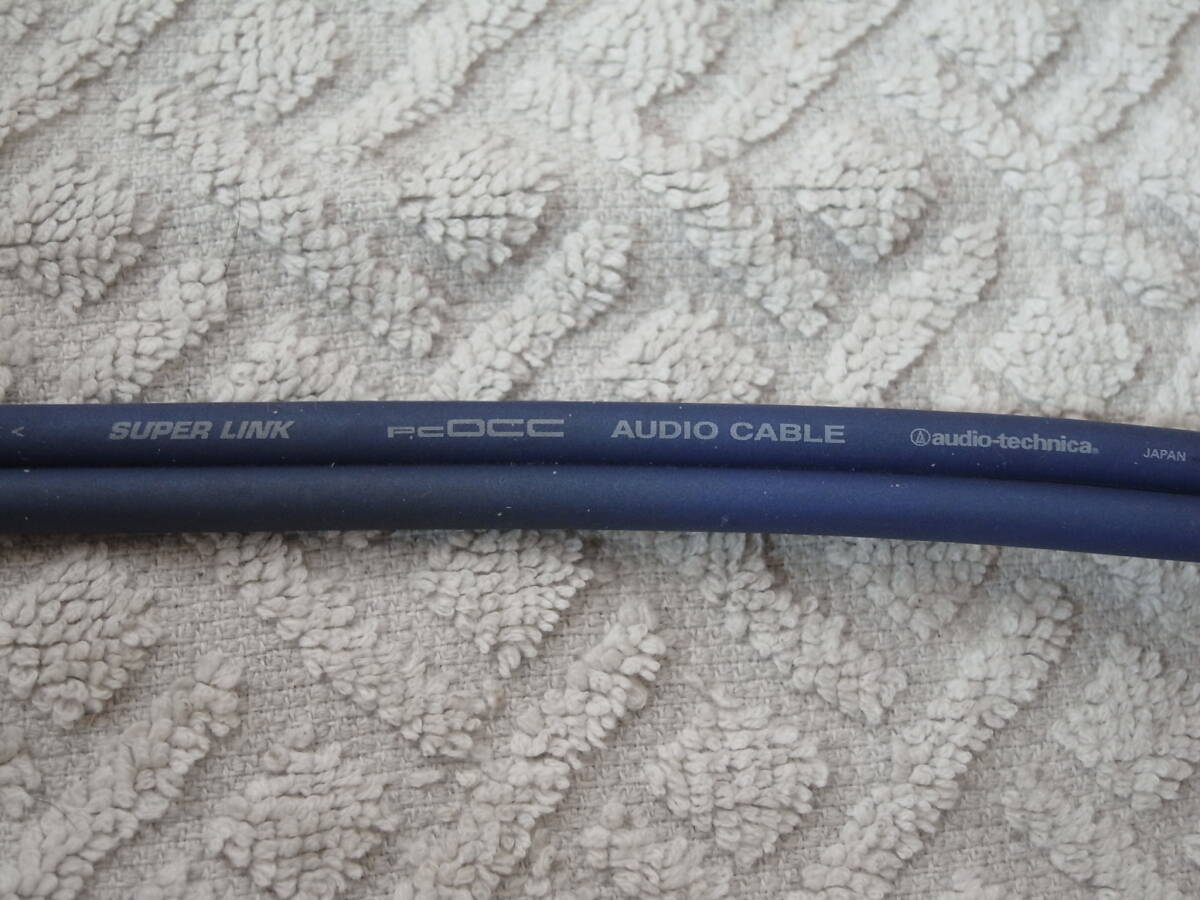 < SUPER LINK PCOCC AUDIO CABLE audio-technica® JAPAN